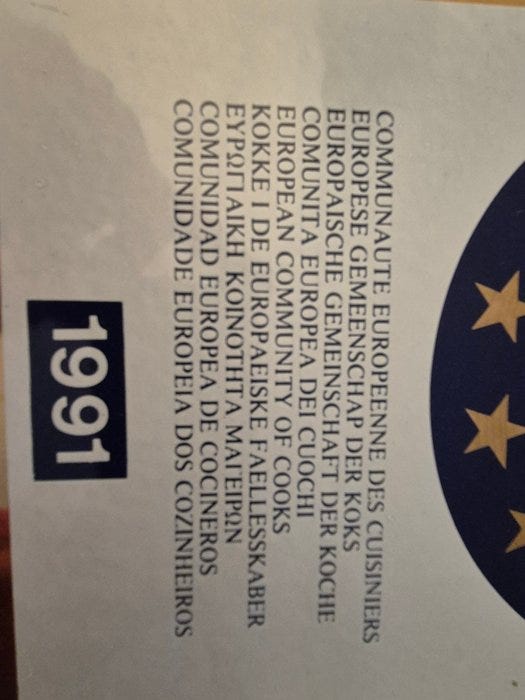 COMMUNAUTE EUROPEENNE DES CUISINIERS
EUROPESE GEMEENSCHAP DER KOKS
EUROPAISCHE GEMEINSCHAFT DER KOCHE
COMUNITA EUROPEA DEI CUOCHI
EUROPEAN COMMUNITY OF COOKS
KOKKE I DE EUROPAEISKE FAELLESSKABER
ΕΥΡΩΠΑΙΚΗ ΚΟΙΝΟΤΗΤΑ ΜΑΓΕΙΡΩΝ
COMUNIDAD EUROPEA DE COCINEROS
COMUNIDADE EUROPEIA DOS COZINHEIROS
1991